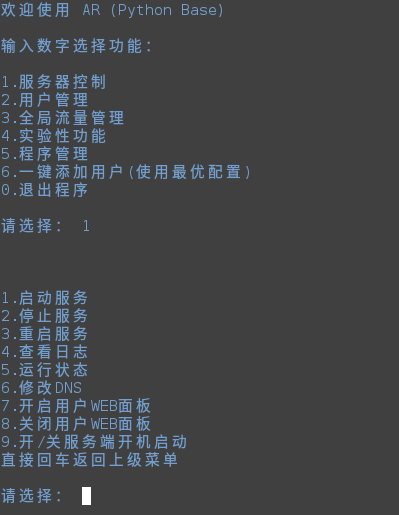 欢迎使用 AR (Python Base)
输入数字选择功能：
1.服务器控制
2.用户管理
3.全局流量管理
4.实验性功能
5.程序管理
6.一键添加用户(使用最优配置)
0.退出程序
请选择： 1
1.启动服务
2.停止服务
3.重启服务
4.查看日志
5.运行状态
6.修改DNS
7.开启用户WEB面板
8.关闭用户WEB面板
9.开/关服务端开机启动
直接回车返回上级菜单
请选择：